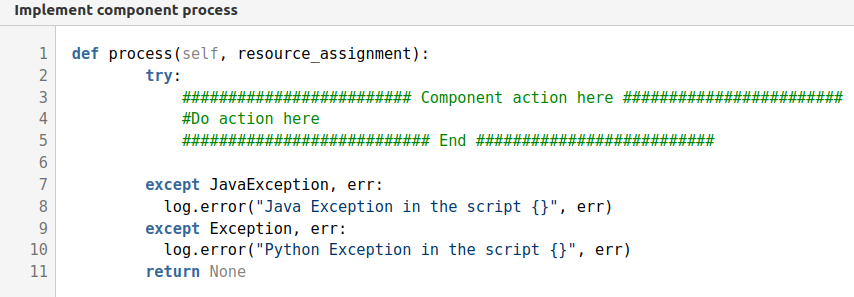 Implement component process
1 def process(self, resource_assignment):
2 try:
3 ######################### Component action here ########################
4 #Do action here
5 ########################### End ##########################
6
7 except JavaException, err:
8 log.error("Java Exception in the script {}", err)
9 except Exception, err:
10 log.error("Python Exception in the script {}", err)
11 return None